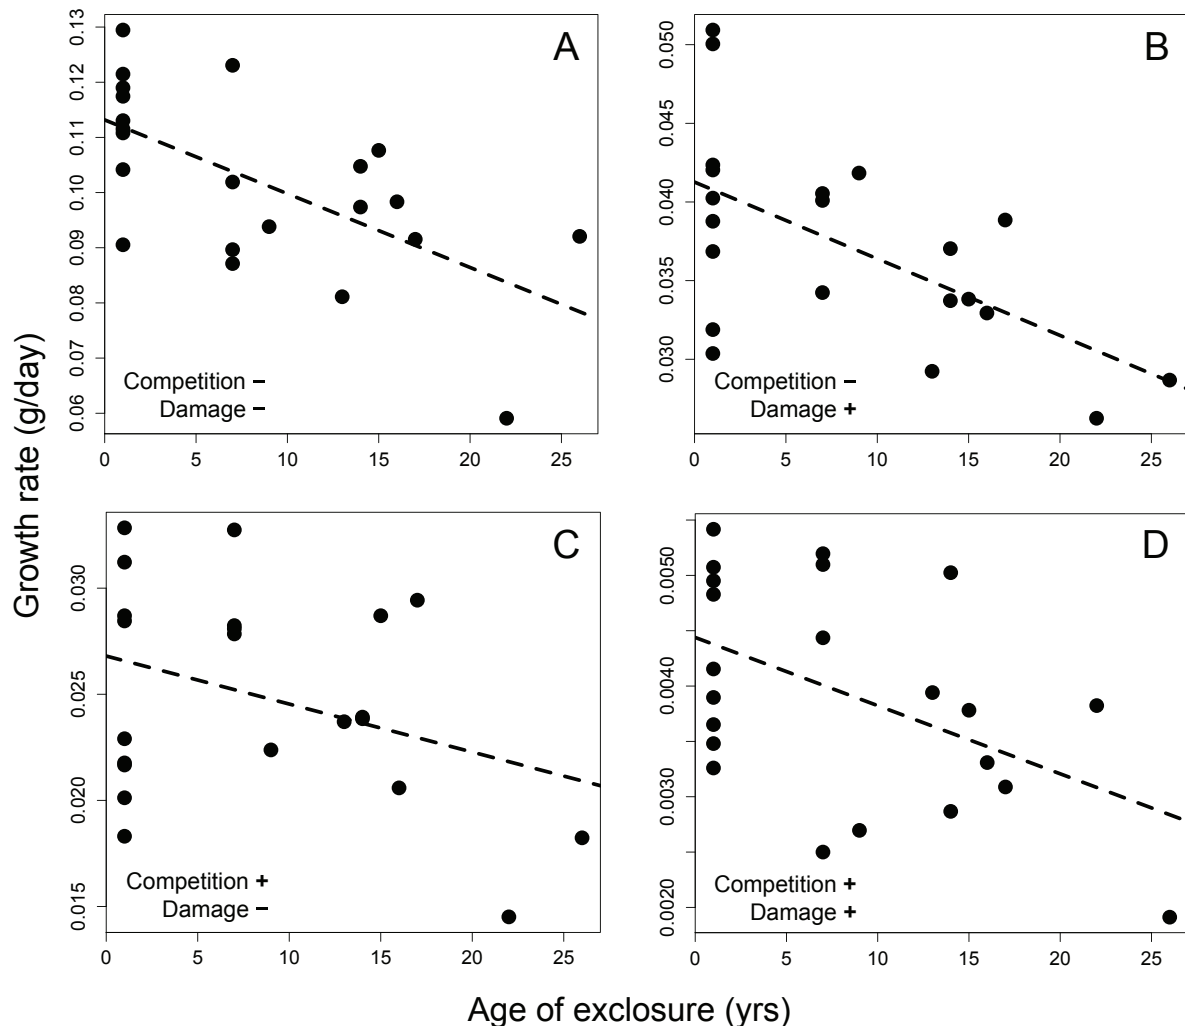 Growth rate (g/day)
A
0.13
0.12
0.11
0.10
0.09
0.08
0.07
0.06
Competition –
Damage –
0 5 10 15 20 25
B
0.050
0.045
0.040
0.035
0.030
Competition –
Damage +
0 5 10 15 20 25
C
0.030
0.025
0.020
0.015
Competition +
Damage –
0 5 10 15 20 25
D
0.0050
0.0040
0.0030
0.0020
Competition +
Damage +
0 5 10 15 20 25
Age of exclosure (yrs)